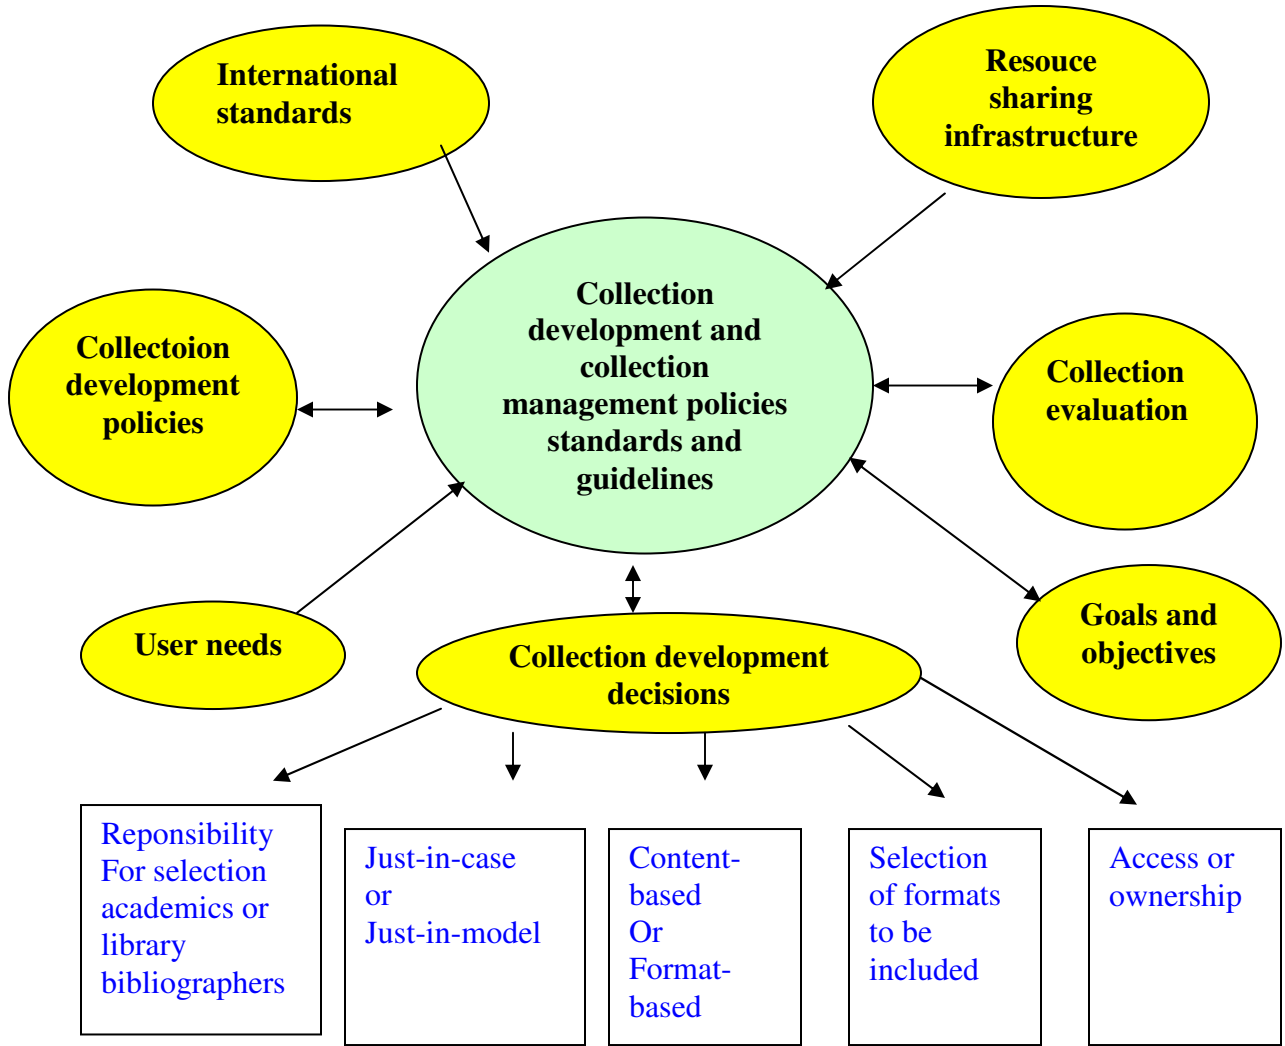 International
standards
Resouce
sharing
infrastructure
Collection
development and
collection
management policies
standards and
guidelines
Collectoion
development
policies
Collection
evaluation
User needs
Goals and
objectives
Collection development
decisions
Reponsibility
For selection
academics or
library
bibliographers
Just-in-case
or
Just-in-model
Content-
based
Or
Format-
based
Selection
of formats
to be
included
Access or
ownership